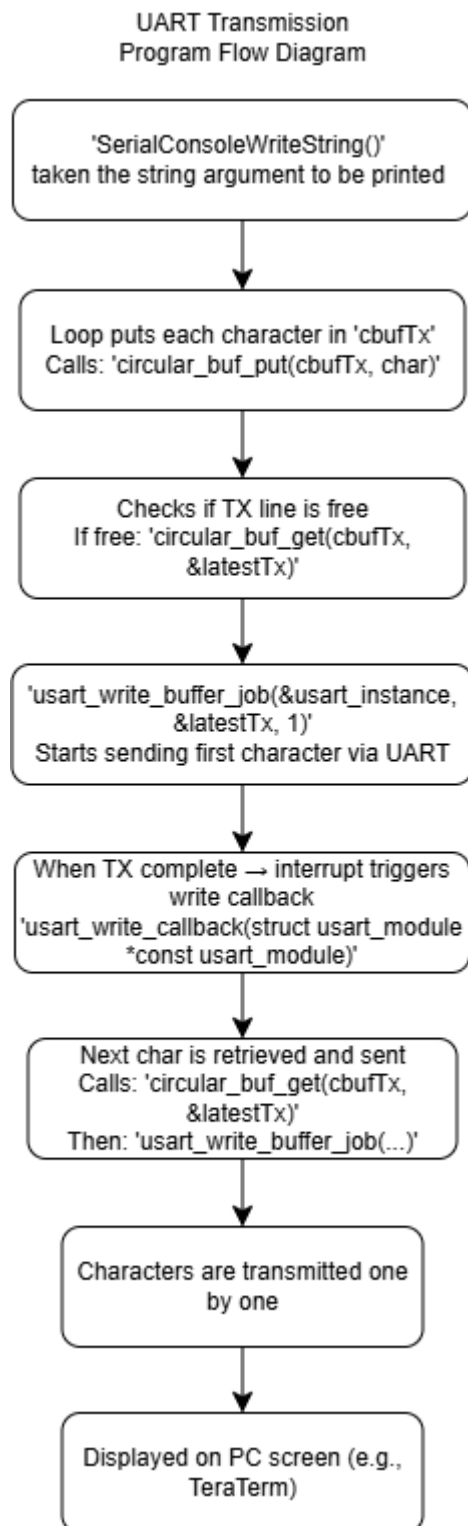 UART Transmission
Program Flow Diagram
'SerialConsoleWriteString()'
taken the string argument to be printed
Loop puts each character in 'cbufTx'
Calls: 'circular_buf_put(cbufTx, char)'
Checks if TX line is free
If free: 'circular_buf_get(cbufTx,
&latestTx)'
'usart_write_buffer_job(&usart_instance,
&latestTx, 1)'
Starts sending first character via UART
When TX complete → interrupt triggers
write callback
'usart_write_callback(struct usart_module
*const usart_module)'
Next char is retrieved and sent
Calls: 'circular_buf_get(cbufTx,
&latestTx)'
Then: 'usart_write_buffer_job(...)'
Characters are transmitted one
by one
Displayed on PC screen (e.g.,
TeraTerm)